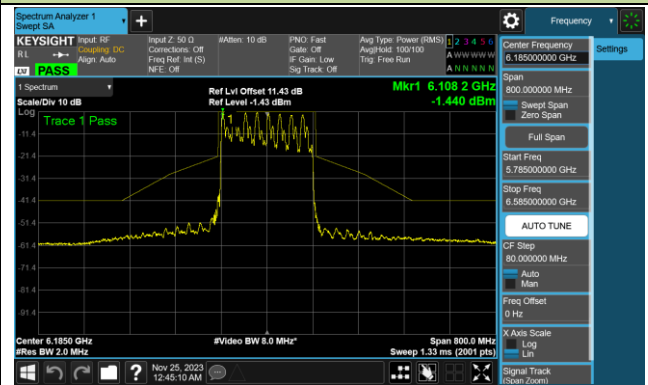 Spectrum Analyzer 1
Swept SA
+
Frequency
KEYSIGHT
RL
LXI
PASS
Input: RF
Coupling: DC
Align: Auto
Input Z: 50 Ω
Corrections: Off
Freq Ref: Int (S)
NFE: Off
#Atten: 10 dB
PNO: Fast
Gate: Off
IF Gain: Low
Sig Track: Off
Avg Type: Power (RMS)
Avg|Hold: 100/100
Trig: Free Run
1 2 3 4 5 6
A W W W W W
A N N N N N
1 Spectrum
Scale/Div 10 dB
Log
Ref Lvl Offset 11.43 dB
Ref Level -1.43 dBm
Mkr1 6.108 2 GHz
-1.440 dBm
Trace 1 Pass
1
-11.4
-21.4
-31.4
-41.4
-51.4
-61.4
-71.4
-81.4
-91.4
Center 6.1850 GHz
#Res BW 2.0 MHz
#Video BW 8.0 MHz*
Span 800.0 MHz
Sweep 1.33 ms (2001 pts)
Nov 25, 2023
12:45:10 AM
?
Center Frequency
6.185000000 GHz
Settings
Span
800.000000 MHz
Swept Span
Zero Span
Full Span
Start Freq
5.785000000 GHz
Stop Freq
6.585000000 GHz
AUTO TUNE
CF Step
80.000000 MHz
Auto
Man
Freq Offset
0 Hz
X Axis Scale
Log
Lin
Signal Track
(Span Zoom)